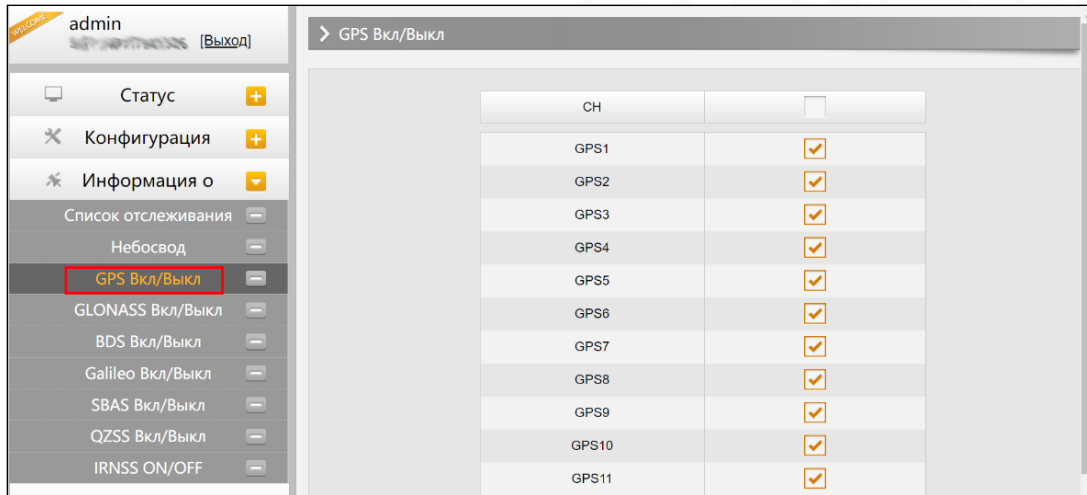 WELCOME
admin
[Выход]
Статус
Конфигурация
Информация о
Список отслеживания
Небосвод
GPS Вкл/Выкл
GLONASS Вкл/Выкл
BDS Вкл/Выкл
Galileo Вкл/Выкл
SBAS Вкл/Выкл
QZSS Вкл/Выкл
IRNSS ON/OFF
GPS Вкл/Выкл
CH
GPS1
GPS2
GPS3
GPS4
GPS5
GPS6
GPS7
GPS8
GPS9
GPS10
GPS11